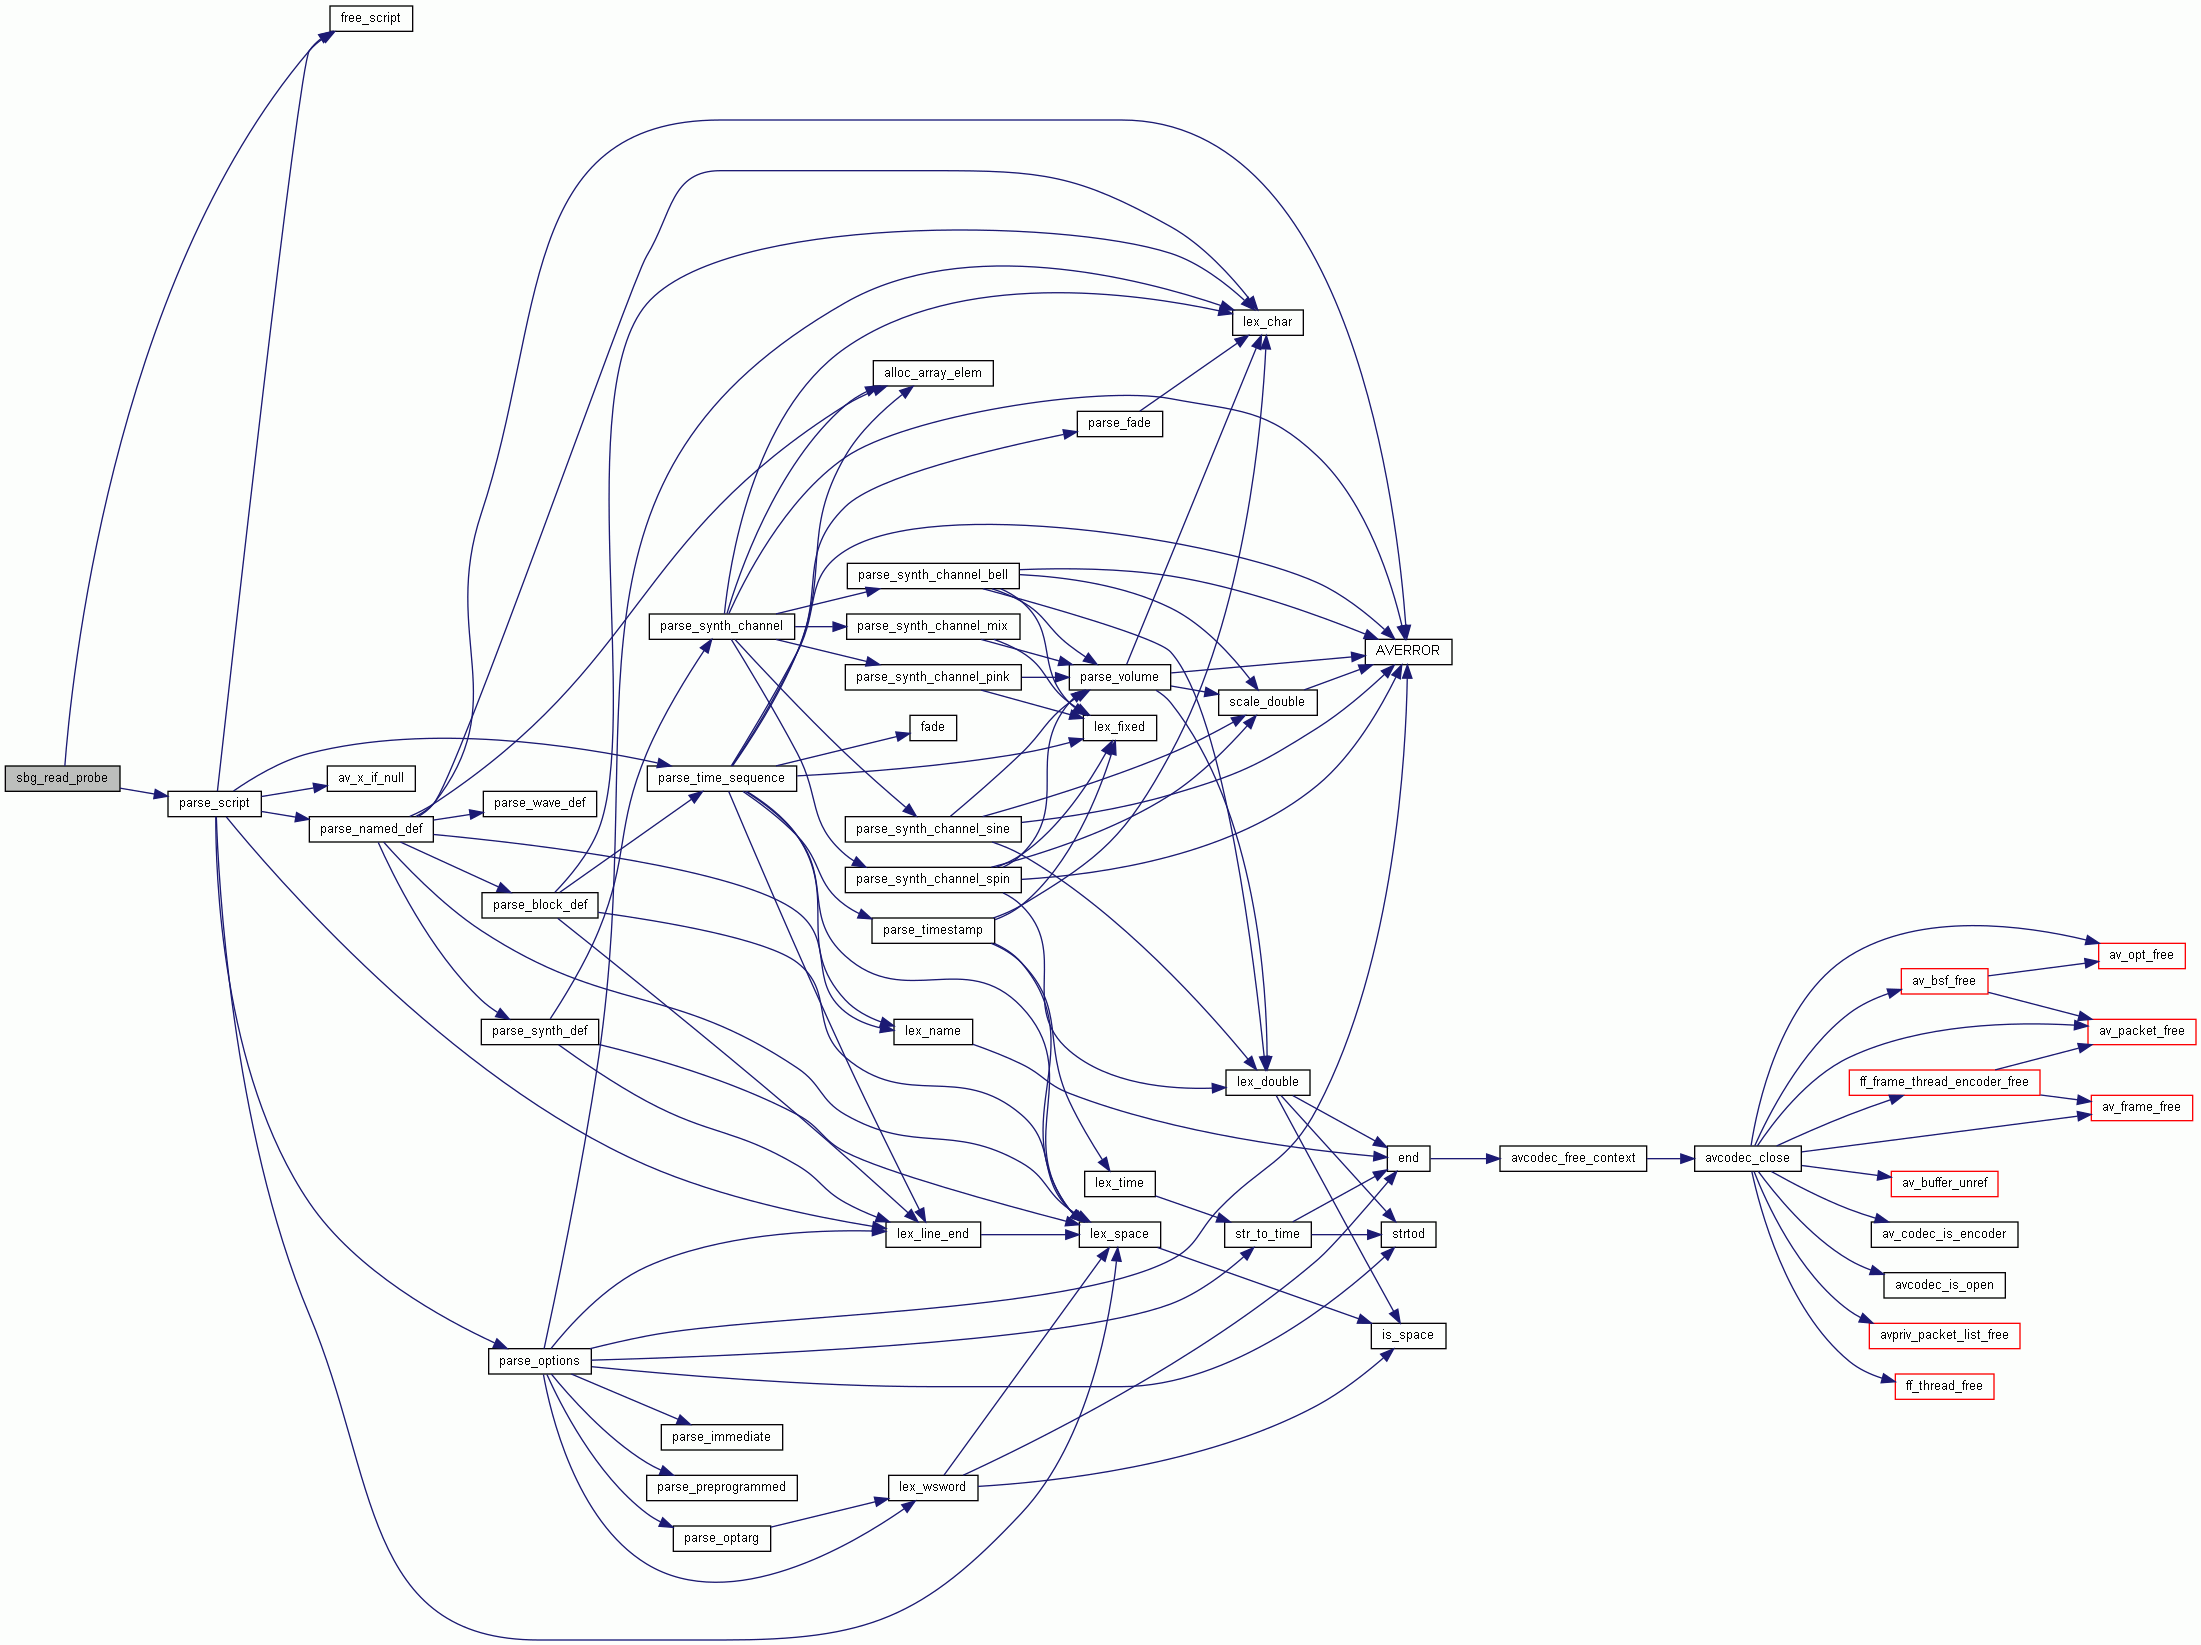 free_script
lex_char
alloc_array_elem
parse_fade
parse_synth_channel_bell
parse_synth_channel
parse_synth_channel_mix
AVERROR
parse_synth_channel_pink
parse_volume
scale_double
fade
lex_fixed
sbg_read_probe
av_x_if_null
parse_time_sequence
parse_script
parse_wave_def
parse_named_def
parse_synth_channel_sine
parse_synth_channel_spin
parse_block_def
parse_timestamp
av_opt_free
av_bsf_free
parse_synth_def
lex_name
av_packet_free
lex_double
ff_frame_thread_encoder_free
av_frame_free
end
avcodec_free_context
avcodec_close
lex_time
av_buffer_unref
lex_line_end
lex_space
str_to_time
strtod
av_codec_is_encoder
avcodec_is_open
is_space
avpriv_packet_list_free
parse_options
ff_thread_free
parse_immediate
parse_preprogrammed
lex_wsword
parse_optarg